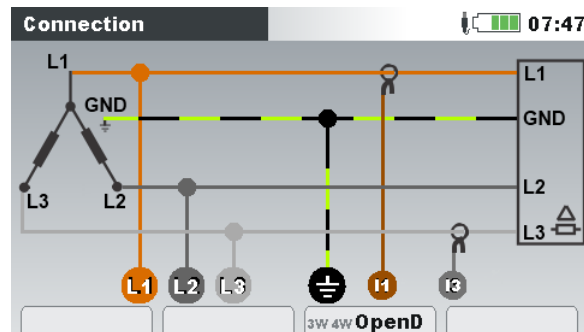 Connection 07:47
L1 L1
GND GND
L3 L2 L2
L3
L1 L2 L3 I1 I3
3W 4W OpenD